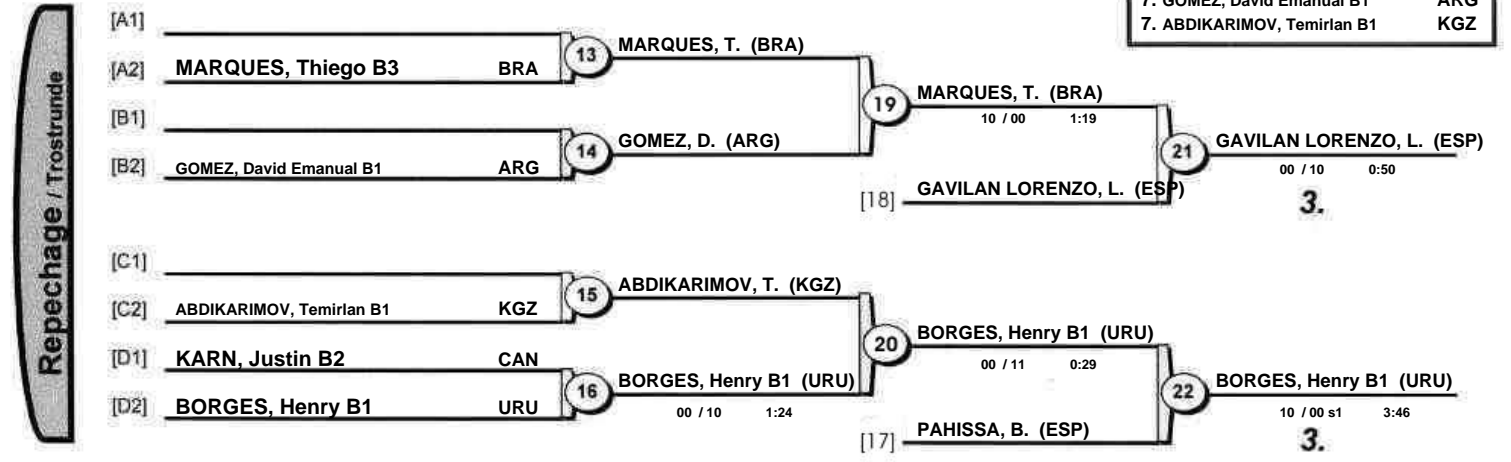 7. GOMEZ, David Emanual B1 ARG
7. ABDIKARIMOV, Temirlan B1 KGZ
Repechage / Trostrunde
[A1]
[A2] MARQUES, Thiego B3 BRA
13 MARQUES, T. (BRA)
[B1]
[B2] GOMEZ, David Emanual B1 ARG
14 GOMEZ, D. (ARG)
19 MARQUES, T. (BRA)
10 / 00 1:19
[18] GAVILAN LORENZO, L. (ESP)
21 GAVILAN LORENZO, L. (ESP)
00 / 10 0:50
3.
[C1]
[C2] ABDIKARIMOV, Temirlan B1 KGZ
15 ABDIKARIMOV, T. (KGZ)
[D1] KARN, Justin B2 CAN
[D2] BORGES, Henry B1 URU
16 BORGES, Henry B1 (URU)
00 / 10 1:24
20 BORGES, Henry B1 (URU)
00 / 11 0:29
[17] PAHISSA, B. (ESP)
22 BORGES, Henry B1 (URU)
10 / 00 s1 3:46
3.